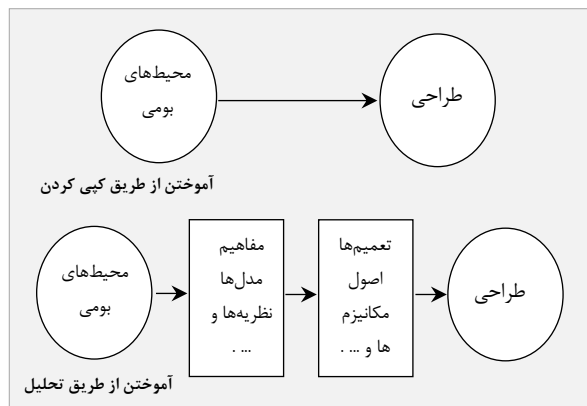 محیط‌های
بومی
طراحی
آموختن از طریق کپی کردن
محیط‌های
بومی
مفاهیم
مدل‌ها
نظریه‌ها و
... .
تعمیم‌ها
اصول
مکانیزم
ها و ... .
طراحی
آموختن از طریق تحلیل